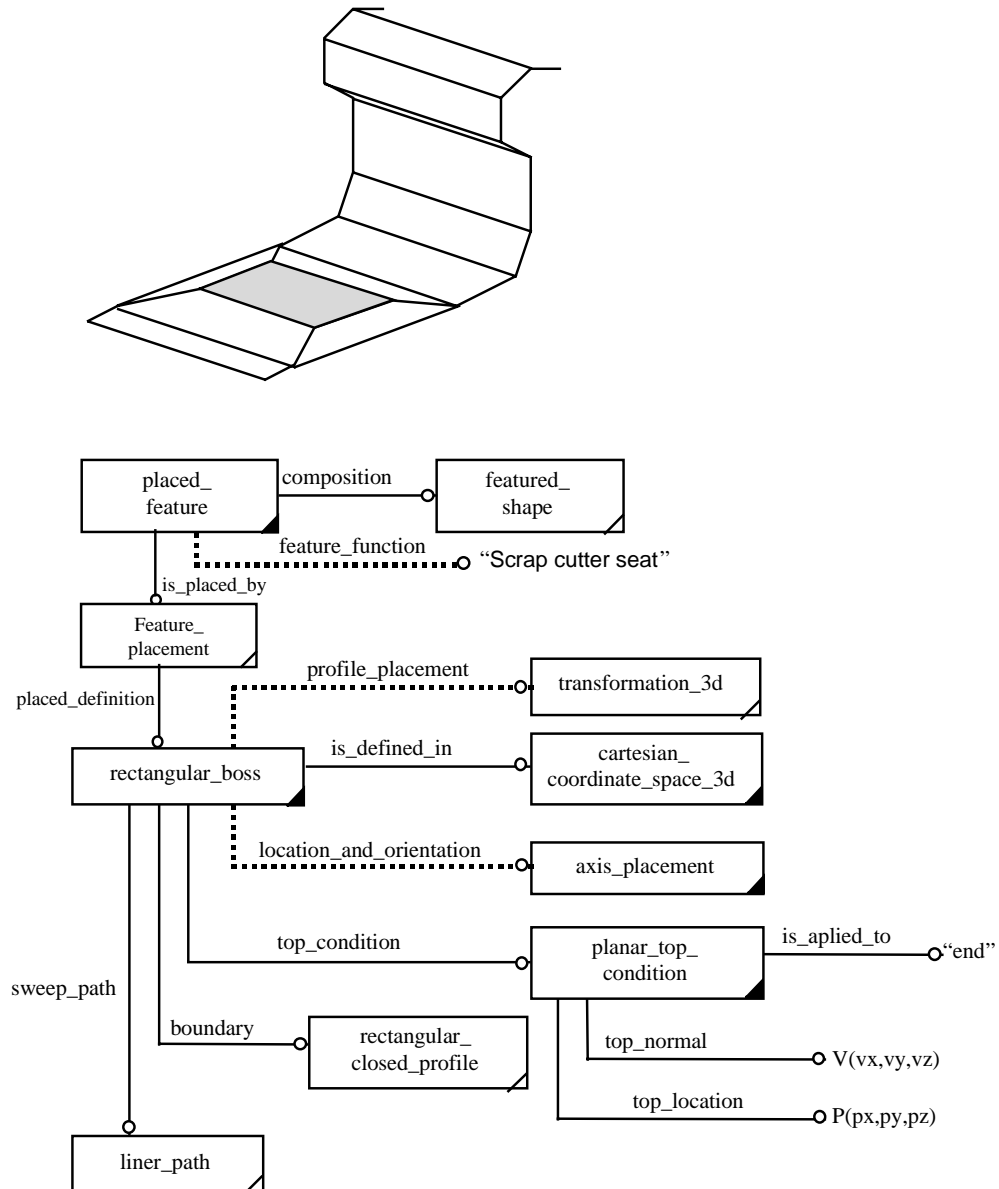 placed_
feature
composition
featured_
shape
feature_function
“Scrap cutter seat”
is_placed_by
Feature_
placement
placed_definition
profile_placement
transformation_3d
rectangular_boss
is_defined_in
cartesian_
coordinate_space_3d
location_and_orientation
axis_placement
top_condition
planar_top_
condition
is_aplied_to
“end”
sweep_path
boundary
rectangular_
closed_profile
top_normal
V(vx,vy,vz)
top_location
P(px,py,pz)
liner_path